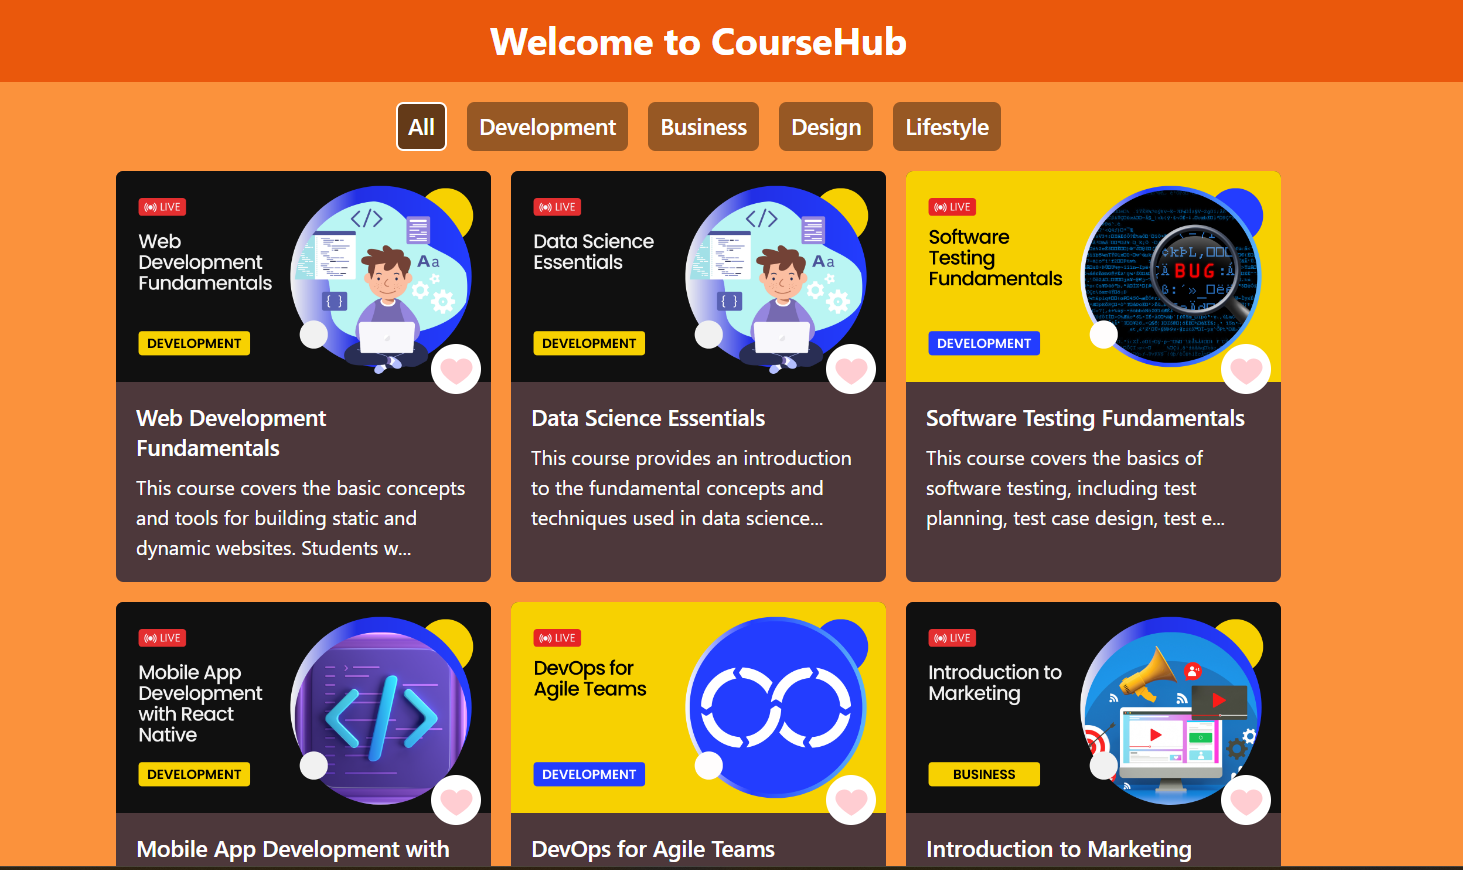 Welcome to CourseHub
All
Development
Business
Design
Lifestyle
LIVE
Web
Development
Fundamentals
DEVELOPMENT
</>
Aa
{ }
Web Development
Fundamentals
This course covers the basic concepts
and tools for building static and
dynamic websites. Students w...
LIVE
Data Science
Essentials
DEVELOPMENT
</>
Aa
{ }
Data Science Essentials
This course provides an introduction
to the fundamental concepts and
techniques used in data science...
LIVE
Software
Testing
Fundamentals
DEVELOPMENT
BUG
Software Testing Fundamentals
This course covers the basics of
software testing, including test
planning, test case design, test e...
LIVE
Mobile App
Development
with React
Native
DEVELOPMENT
</>
Mobile App Development with
LIVE
DevOps for
Agile Teams
DEVELOPMENT
DevOps for Agile Teams
LIVE
Introduction to
Marketing
BUSINESS
Introduction to Marketing